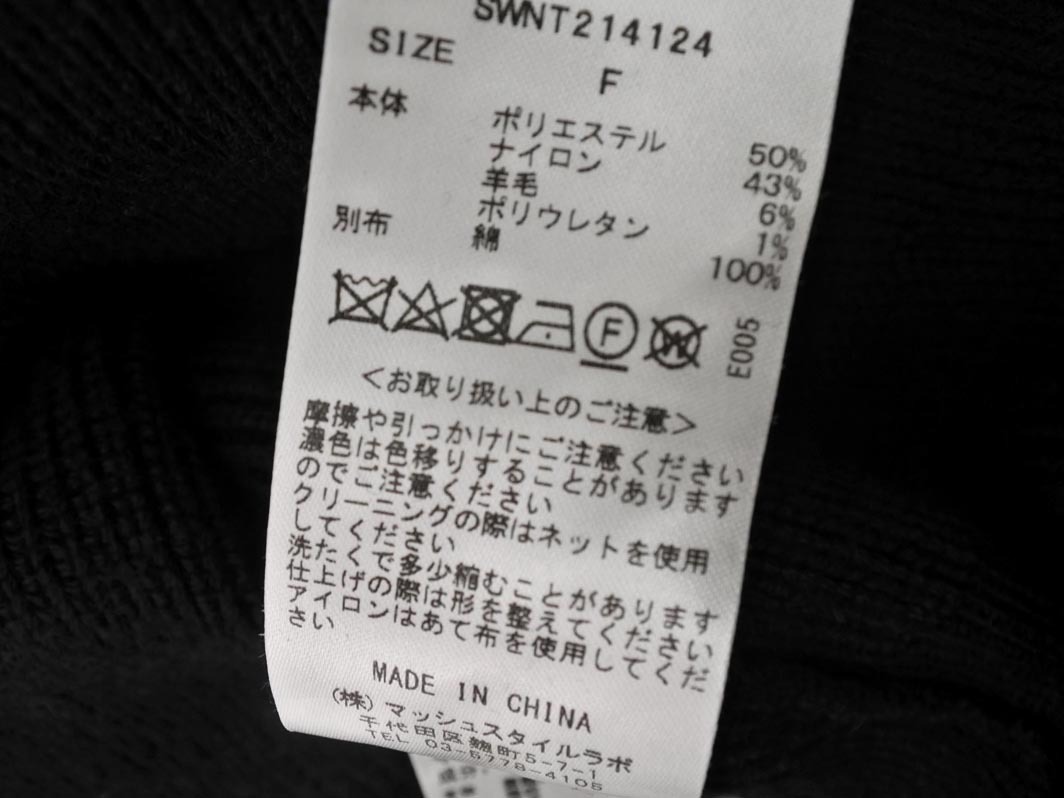 SWNT214124
SIZE F
本体 ポリエステル 50%
ナイロン 43%
羊毛 6%
ポリウレタン 1%
別布 綿 100%
F
W
E005
<お取り扱い上のご注意>
摩擦や引っかけにご注意ください
濃色は色移りすることがあります
のでご注意ください
クリーニングの際はネットを使用
してください
洗たくで多少縮むことがあります
仕上げの際は形を整えてください
アイロンはあて布を使用してくだ
さい
MADE IN CHINA
(株)マッシュスタイルラボ
千代田区麹町5-7-1
TEL 03-6778-4105